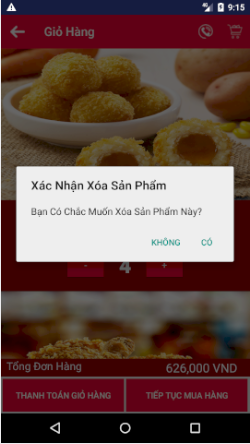 9:15
Giỏ Hàng
Xác Nhận Xóa Sản Phẩm
Bạn Có Chắc Muốn Xóa Sản Phẩm Này?
KHÔNG CÓ
- 4 +
Tổng Đơn Hàng 626,000 VND
THANH TOÁN GIỎ HÀNG TIẾP TỤC MUA HÀNG